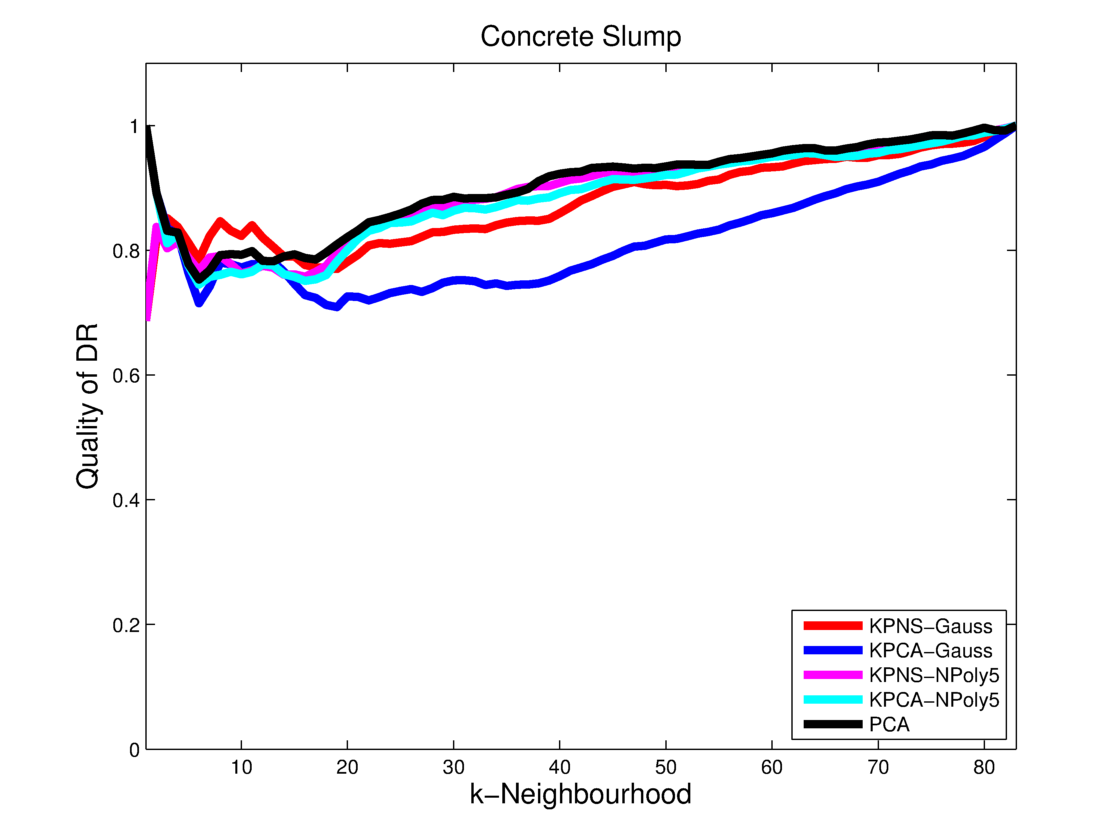 Concrete Slump
Quality of DR
1
0.8
0.6
0.4
0.2
0
10 20 30 40 50 60 70 80
k−Neighbourhood
KPNS−Gauss
KPCA−Gauss
KPNS−NPoly5
KPCA−NPoly5
PCA